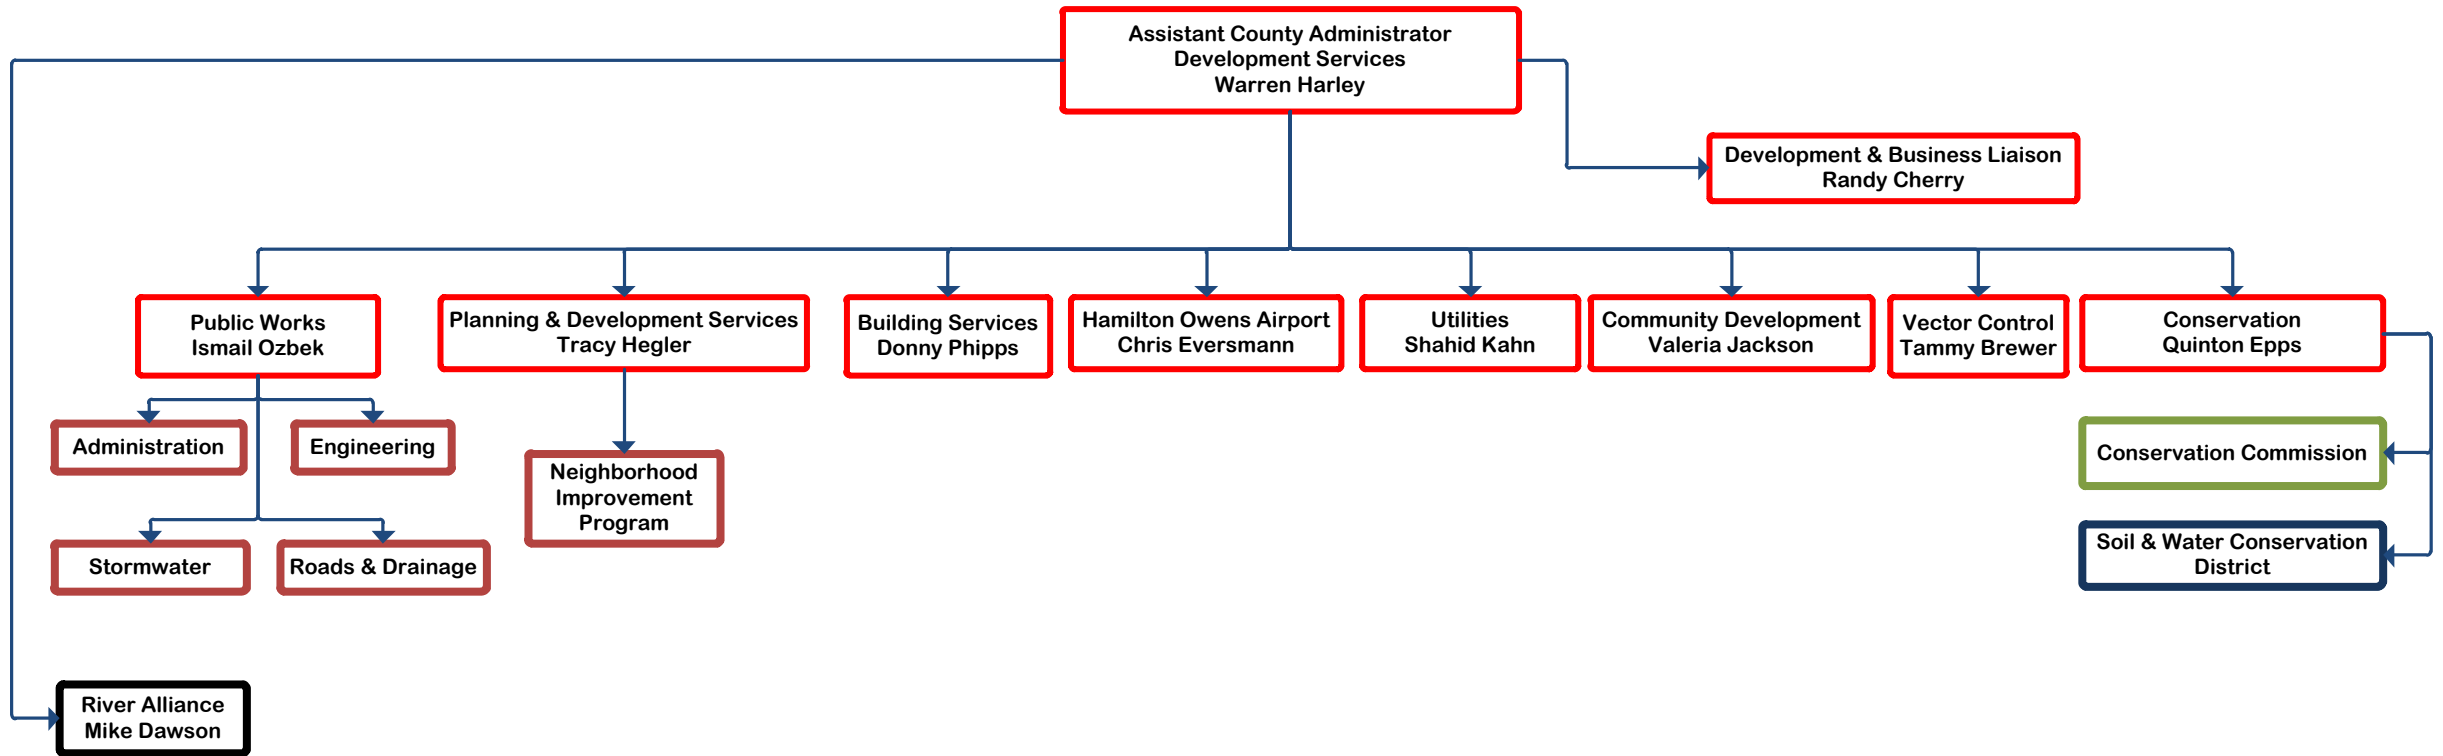 Assistant County Administrator
Development Services
Warren Harley
Development & Business Liaison
Randy Cherry
Public Works
Ismail Ozbek
Planning & Development Services
Tracy Hegler
Building Services
Donny Phipps
Hamilton Owens Airport
Chris Eversmann
Utilities
Shahid Kahn
Community Development
Valeria Jackson
Vector Control
Tammy Brewer
Conservation
Quinton Epps
Administration
Engineering
Neighborhood
Improvement
Program
Conservation Commission
Stormwater
Roads & Drainage
Soil & Water Conservation
District
River Alliance
Mike Dawson